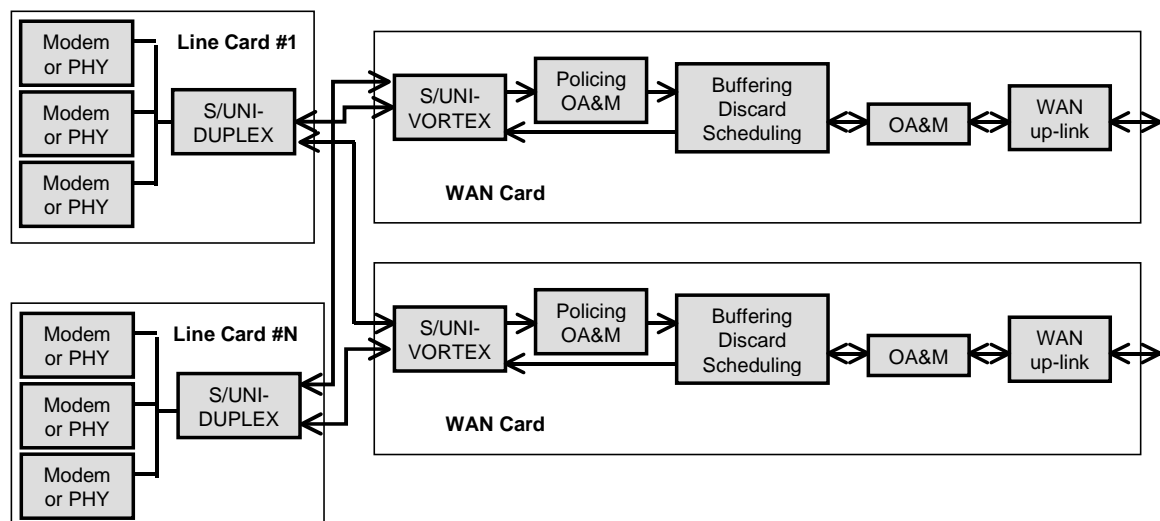 Line Card #1
Modem
or PHY
Modem
or PHY
Modem
or PHY
S/UNI-
DUPLEX
S/UNI-
VORTEX
Policing
OA&M
Buffering
Discard
Scheduling
OA&M
WAN
up-link
WAN Card
Line Card #N
Modem
or PHY
Modem
or PHY
Modem
or PHY
S/UNI-
DUPLEX
S/UNI-
VORTEX
Policing
OA&M
Buffering
Discard
Scheduling
OA&M
WAN
up-link
WAN Card